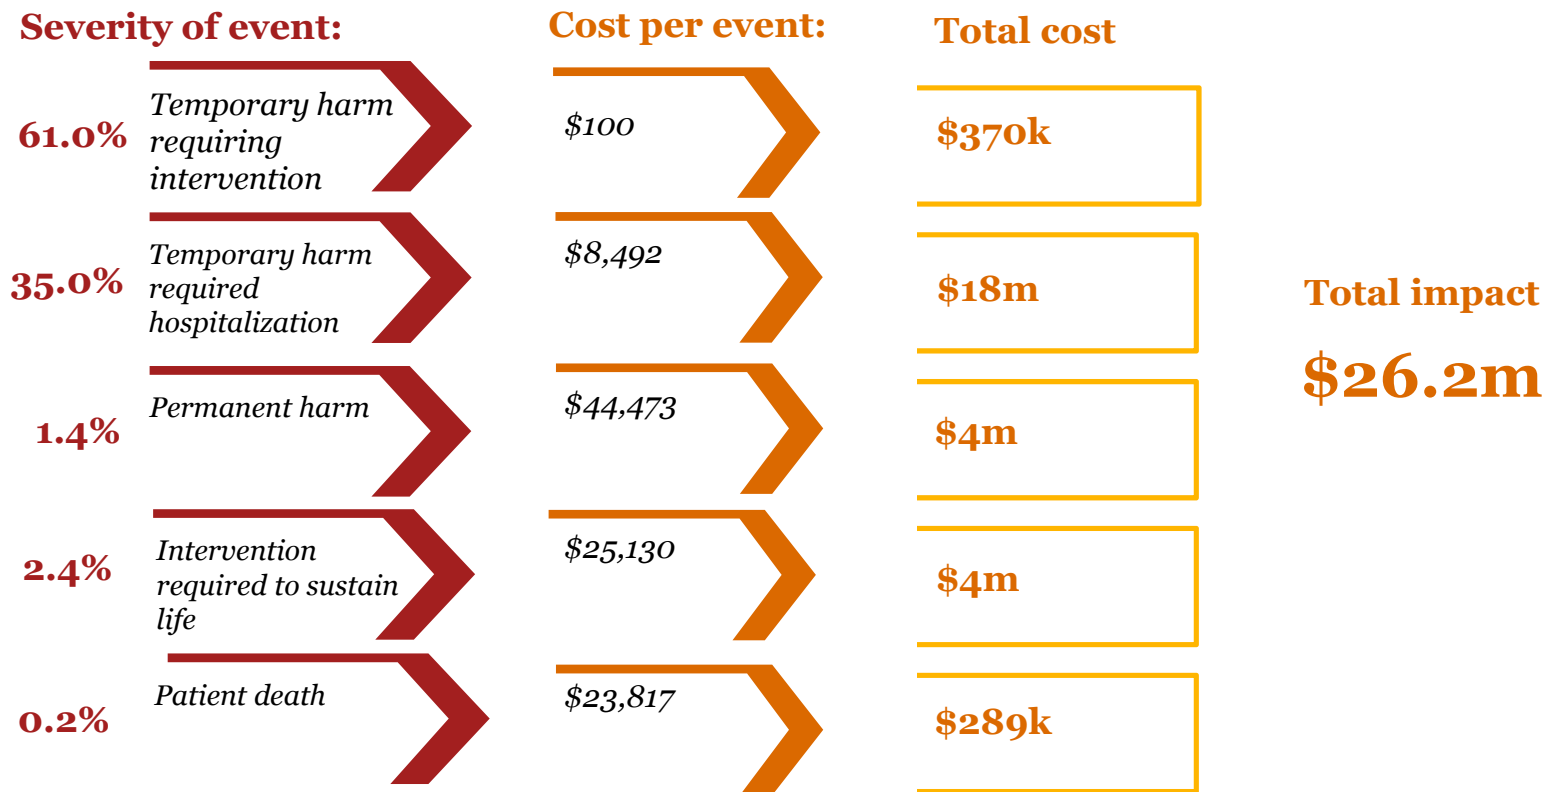 Severity of event:
Cost per event:
Total cost
61.0%
Temporary harm
requiring
intervention
$100
$370k
35.0%
Temporary harm
required
hospitalization
$8,492
$18m
1.4%
Permanent harm
$44,473
$4m
2.4%
Intervention
required to sustain
life
$25,130
$4m
0.2%
Patient death
$23,817
$289k
Total impact
$26.2m